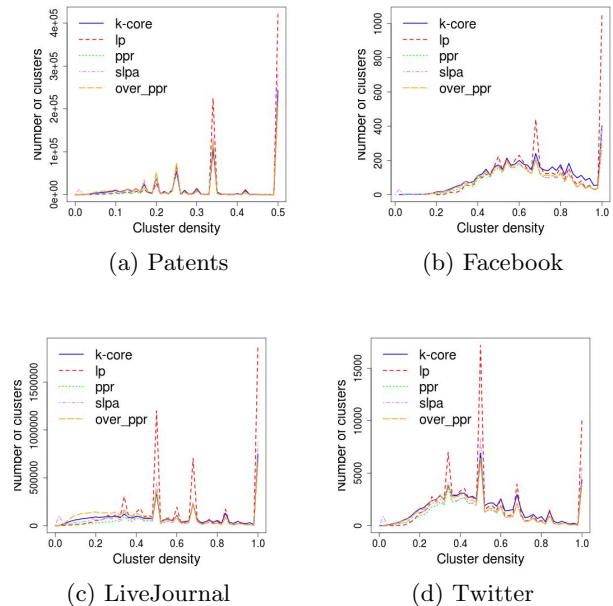 k-core
lp
ppr
slpa
over_ppr
Number of clusters
0e+00 1e+05 2e+05 4e+05
0.0 0.1 0.2 0.3 0.4 0.5
Cluster density
(a) Patents
k-core
lp
ppr
slpa
over_ppr
Number of clusters
0 200 400 600 800 1000
0.0 0.2 0.4 0.6 0.8 1.0
Cluster density
(b) Facebook
k-core
lp
ppr
slpa
over_ppr
Number of clusters
0 500000 1000000 1500000
0.0 0.2 0.4 0.6 0.8 1.0
Cluster density
(c) LiveJournal
k-core
lp
ppr
slpa
over_ppr
Number of clusters
0 5000 10000 15000
0.0 0.2 0.4 0.6 0.8 1.0
Cluster density
(d) Twitter